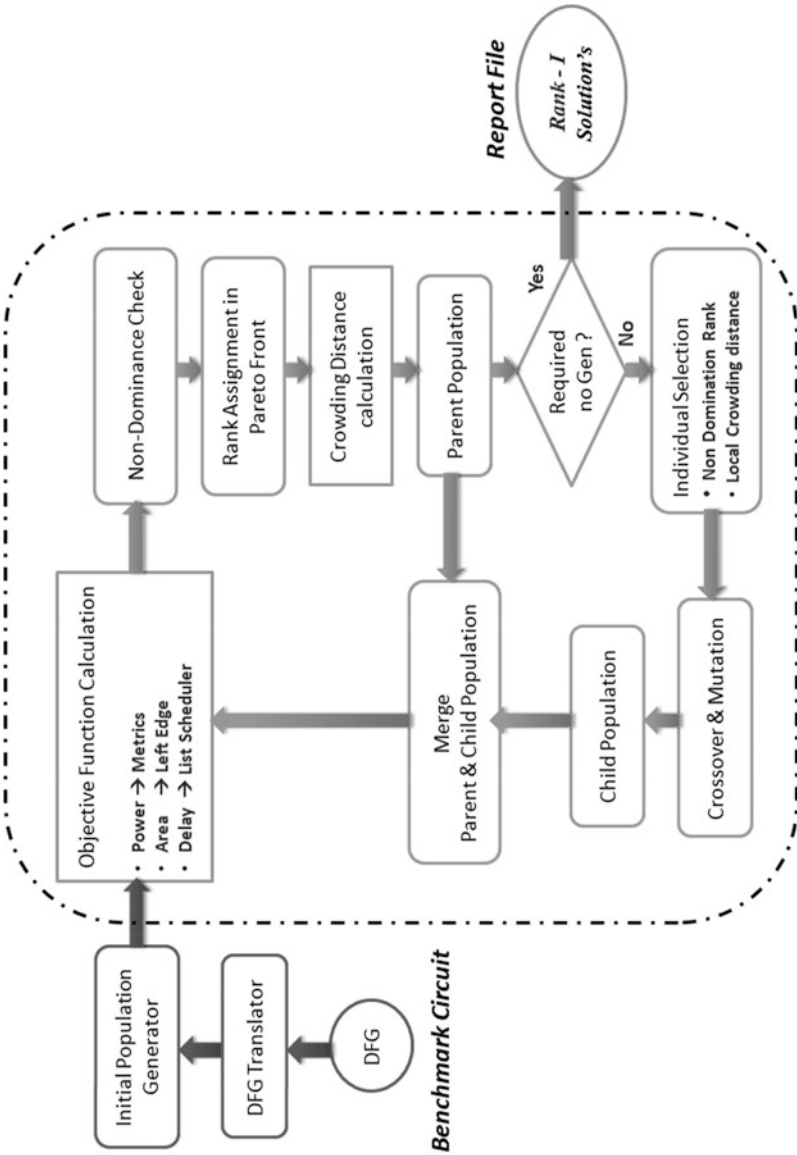 Initial Population
Generator
DFG Translator
DFG
Benchmark Circuit
Objective Function Calculation
• Power → Metrics
• Area → Left Edge
• Delay → List Scheduler
Non-Dominance Check
Rank Assignment in
Pareto Front
Crowding Distance
calculation
Parent Population
Required
no Gen ?
Yes
No
Report File
Rank - I
Solution's
Individual Selection
• Non Domination Rank
• Local Crowding distance
Crossover & Mutation
Child Population
Merge
Parent & Child Population